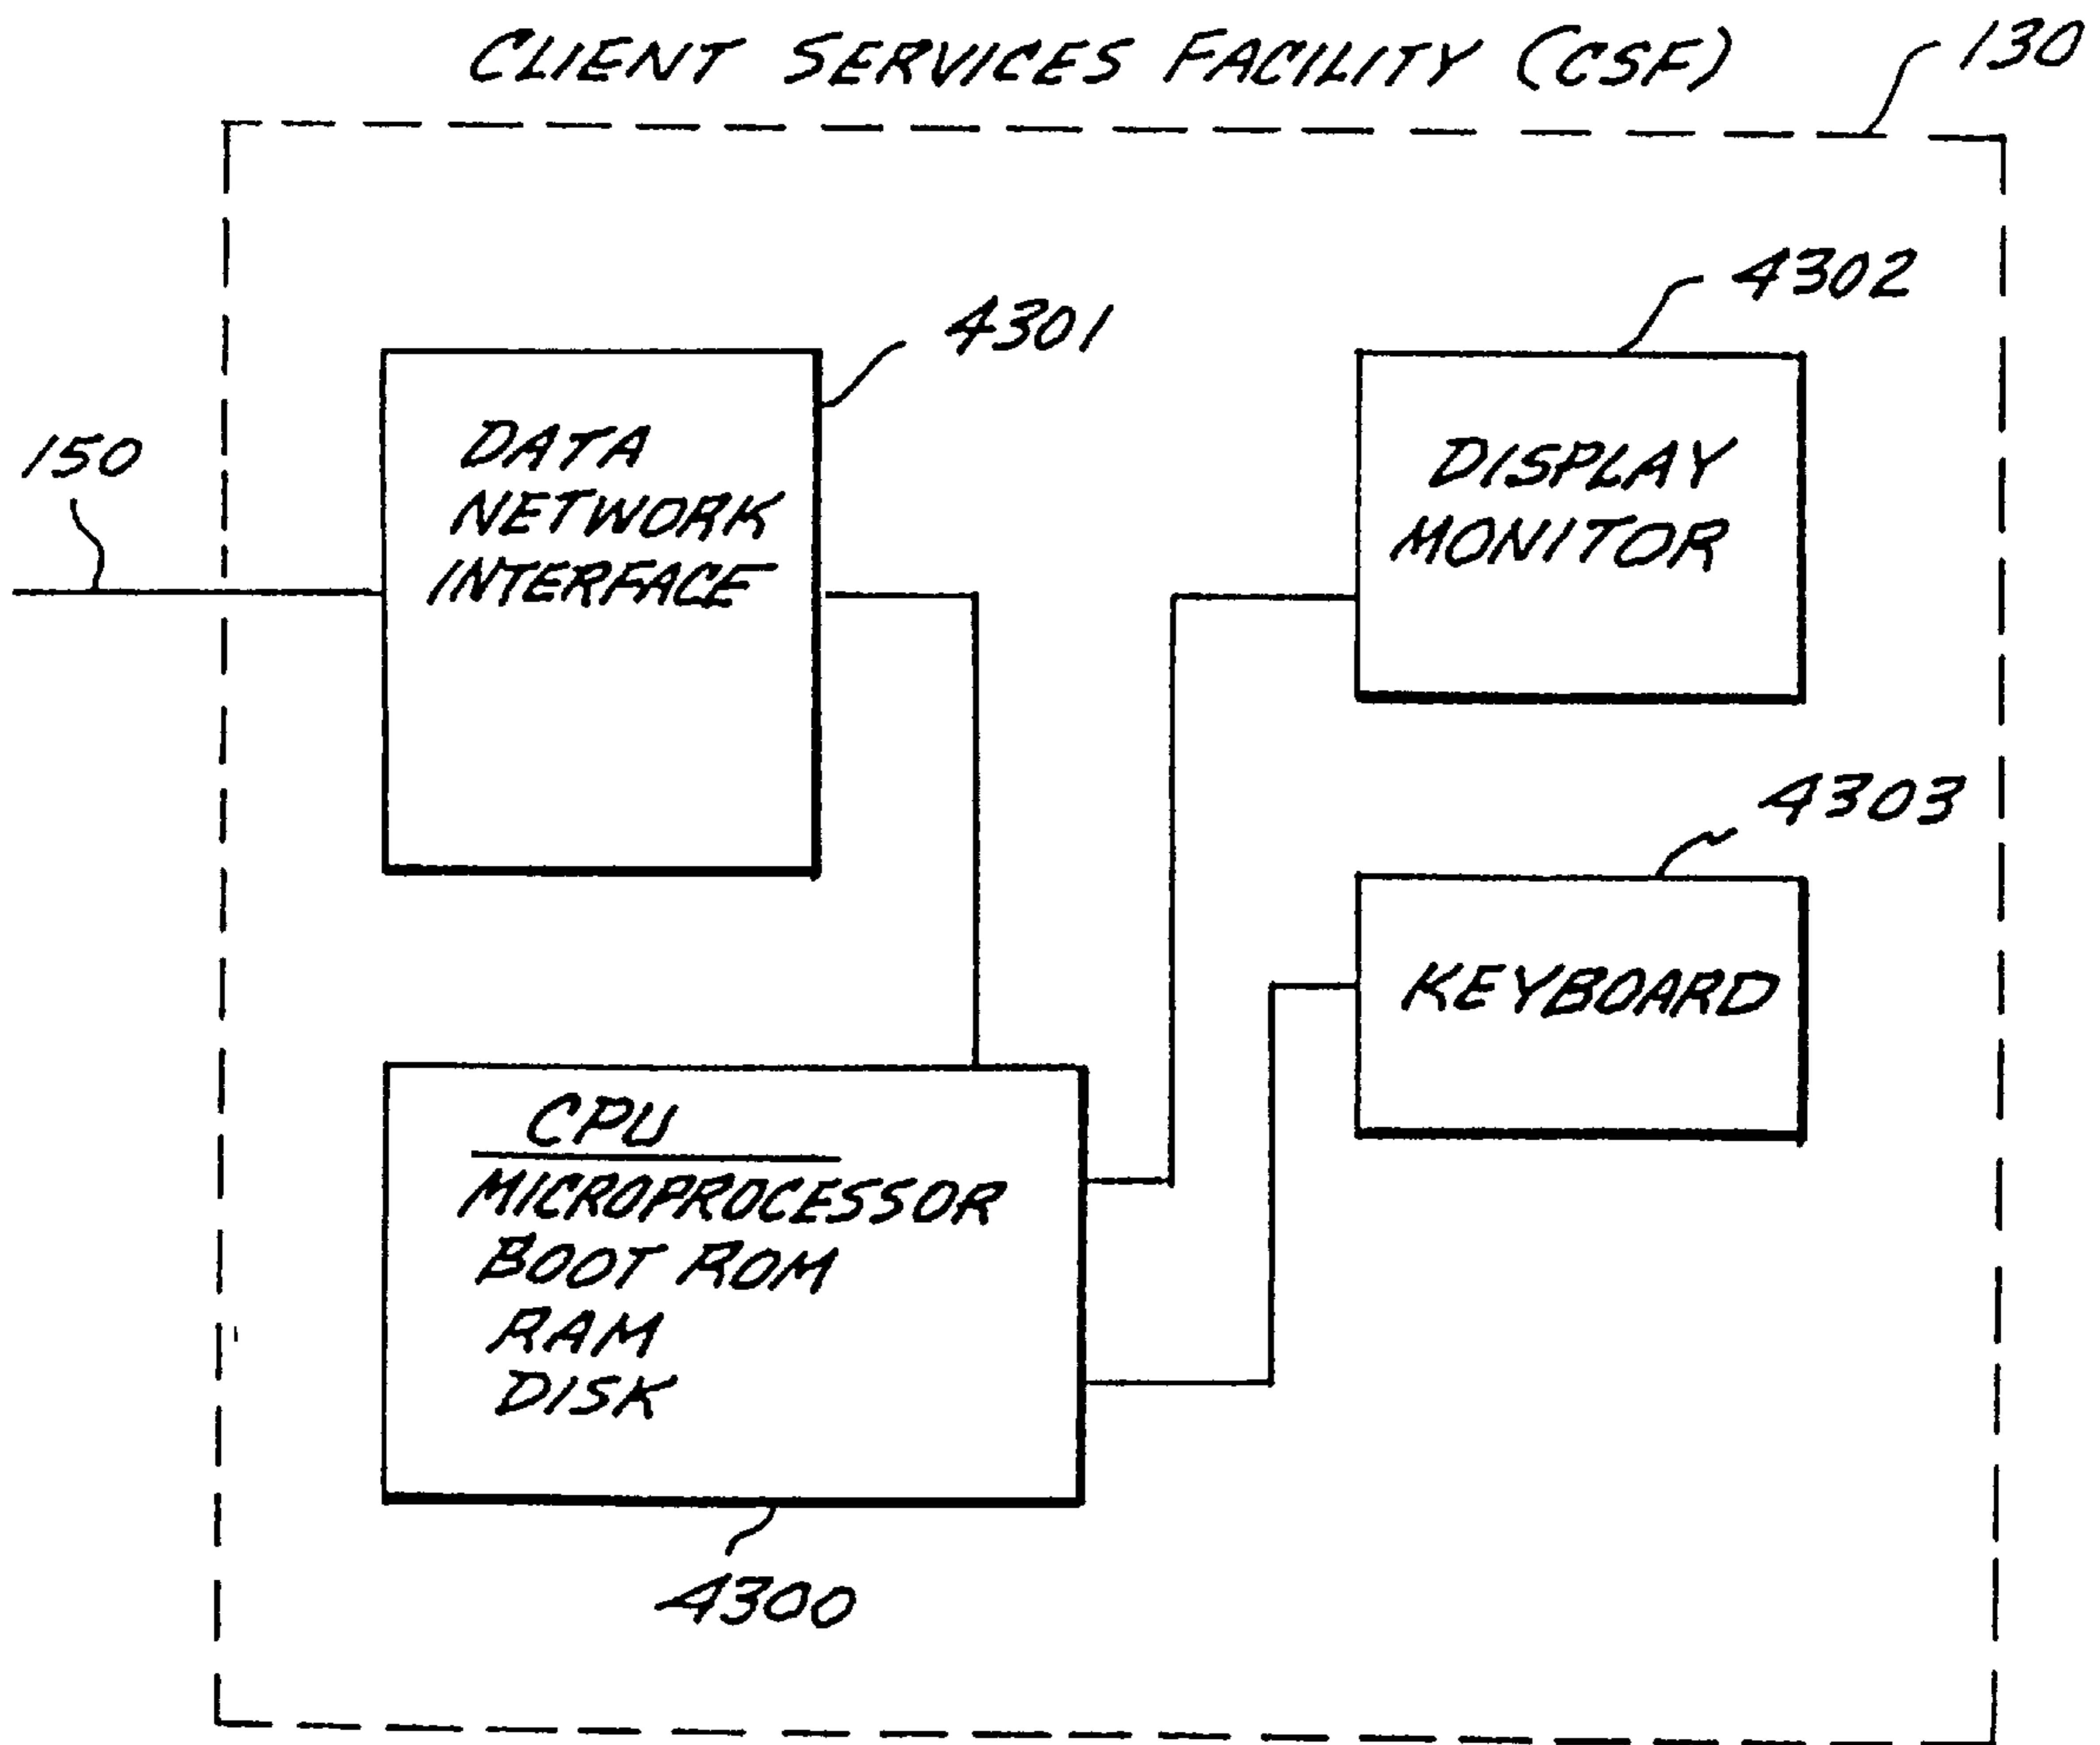 CLIENT SERVICES FACILITY (CSF)
130
4302
4301
150
DATA
NETWORK
INTERFACE
DISPLAY
MONITOR
4303
KEYBOARD
CPU
MICROPROCESSOR
BOOT ROM
RAM
DISK
4300